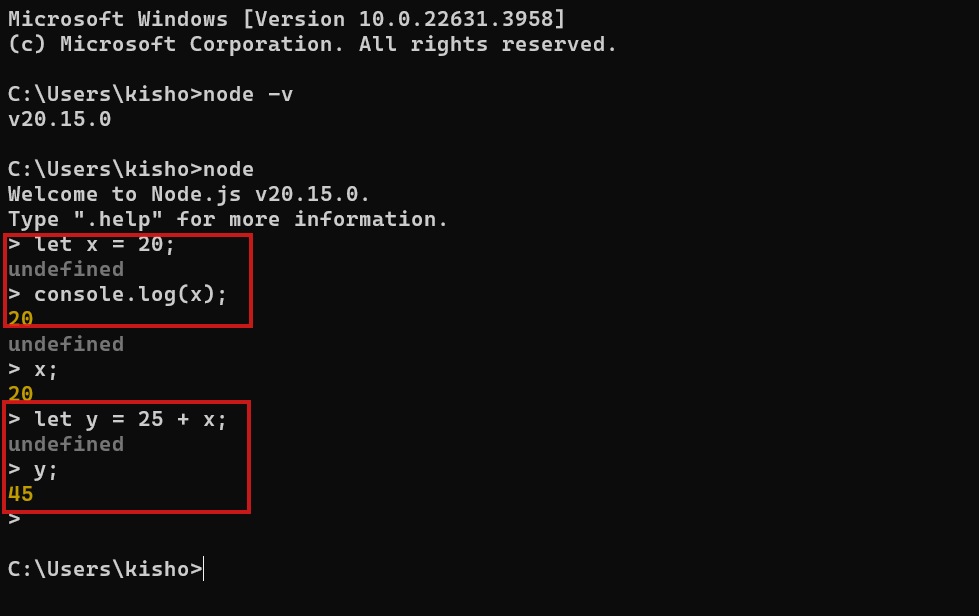 Microsoft Windows [Version 10.0.22631.3958]
(c) Microsoft Corporation. All rights reserved.
C:\Users\kisho>node -v
v20.15.0
C:\Users\kisho>node
Welcome to Node.js v20.15.0.
Type ".help" for more information.
> let x = 20;
undefined
> console.log(x);
20
undefined
> x;
20
> let y = 25 + x;
undefined
> y;
45
>
C:\Users\kisho>